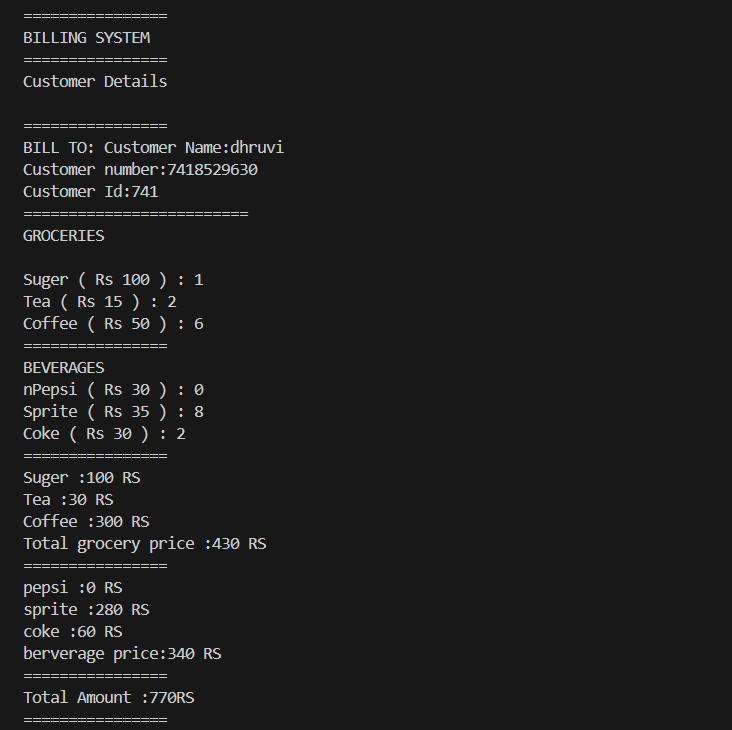 ================
BILLING SYSTEM
================
Customer Details
================
BILL TO: Customer Name:dhruvi
Customer number:7418529630
Customer Id:741
=========================
GROCERIES
Suger ( Rs 100 ) : 1
Tea ( Rs 15 ) : 2
Coffee ( Rs 50 ) : 6
================
BEVERAGES
nPepsi ( Rs 30 ) : 0
Sprite ( Rs 35 ) : 8
Coke ( Rs 30 ) : 2
================
Suger :100 RS
Tea :30 RS
Coffee :300 RS
Total grocery price :430 RS
================
pepsi :0 RS
sprite :280 RS
coke :60 RS
berverage price:340 RS
================
Total Amount :770RS
================